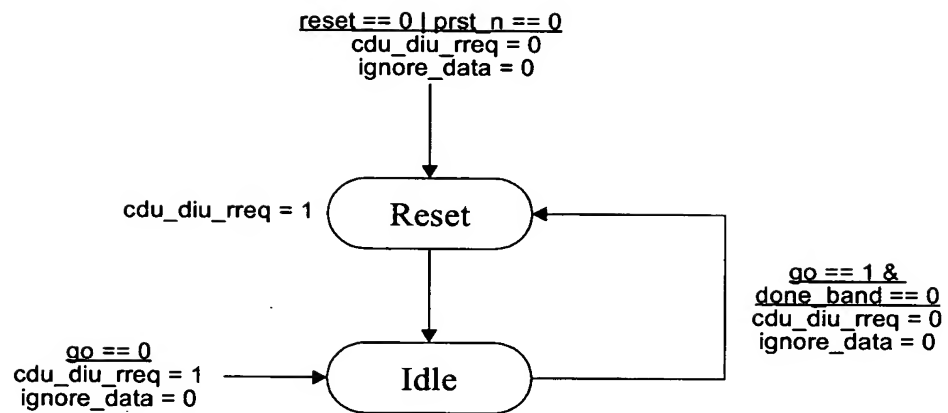 reset == 0 | prst_n == 0
cdu_diu_rreq = 0
ignore_data = 0
cdu_diu_rreq = 1
Reset
go == 1 &
done_band == 0
cdu_diu_rreq = 0
ignore_data = 0
go == 0
cdu_diu_rreq = 1
ignore_data = 0
Idle